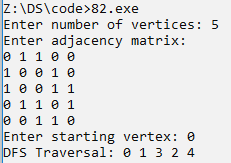 Z:\DS\code>82.exe
Enter number of vertices: 5
Enter adjacency matrix:
0 1 1 0 0
1 0 0 1 0
1 0 0 1 1
0 1 1 0 1
0 0 1 1 0
Enter starting vertex: 0
DFS Traversal: 0 1 3 2 4